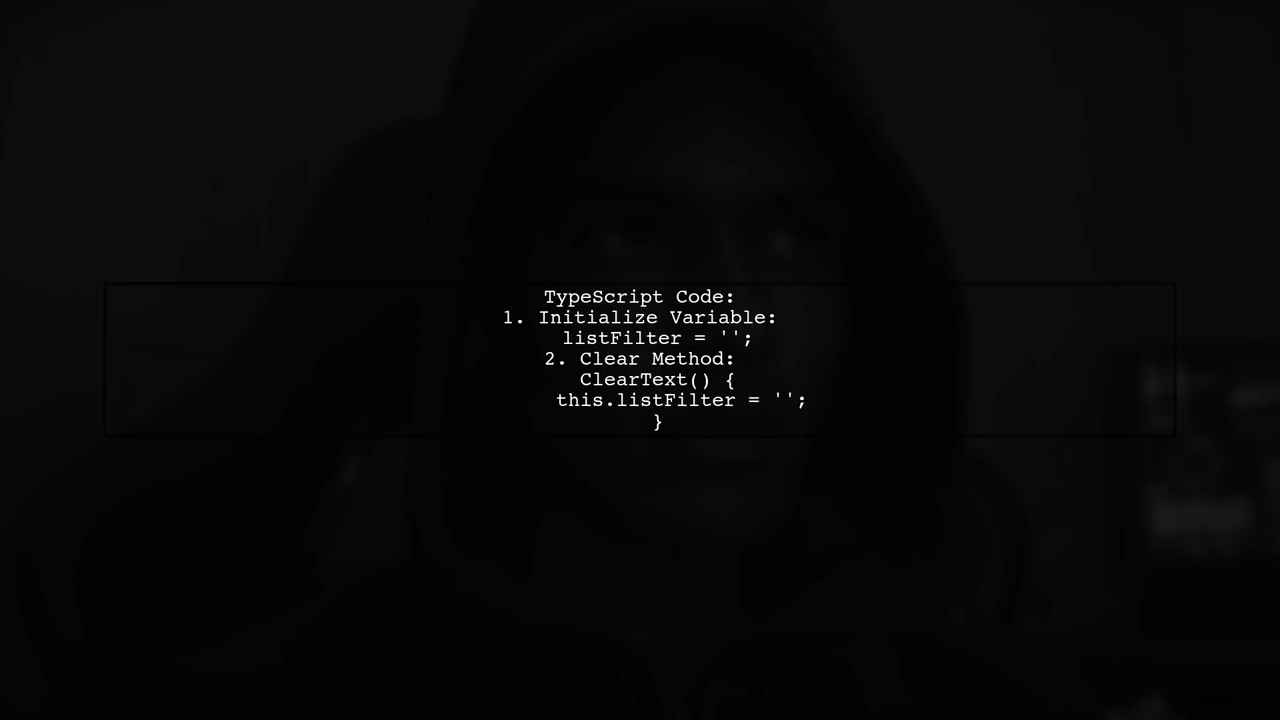 TypeScript Code:
1. Initialize Variable:
listFilter = '';
2. Clear Method:
ClearText() {
this.listFilter = '';
}